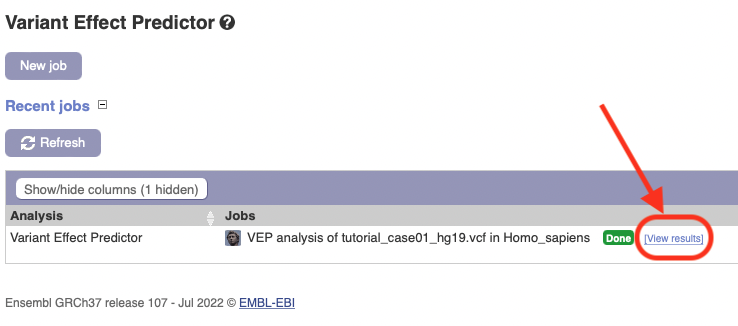 Variant Effect Predictor ?
New job
Recent jobs
Refresh
Show/hide columns (1 hidden)
Analysis Jobs
Variant Effect Predictor VEP analysis of tutorial_case01_hg19.vcf in Homo_sapiens Done [View results]
Ensembl GRCh37 release 107 - Jul 2022 © EMBL-EBI